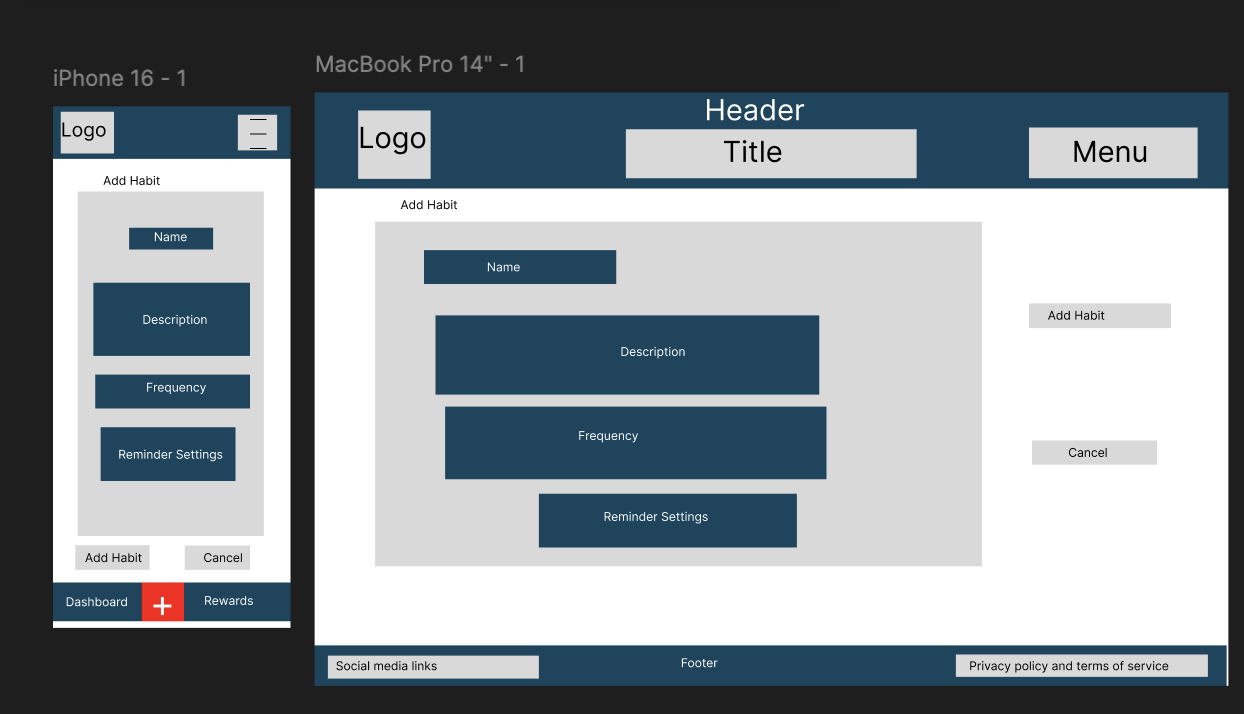 iPhone 16 - 1
Logo
Add Habit
Name
Description
Frequency
Reminder Settings
Add Habit
Cancel
Dashboard
+
Rewards
MacBook Pro 14" - 1
Header
Logo
Title
Menu
Add Habit
Name
Description
Frequency
Reminder Settings
Add Habit
Cancel
Social media links
Footer
Privacy policy and terms of service